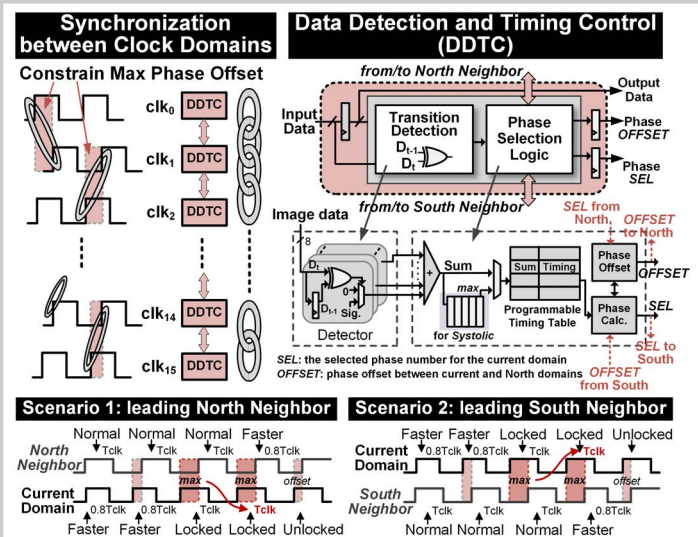 Synchronization
between Clock Domains
Constrain Max Phase Offset
clk0
DDTC
clk1
DDTC
clk2
DDTC
clk14
DDTC
clk15
DDTC
Data Detection and Timing Control
(DDTC)
from/to North Neighbor
Input
Data
Transition
Detection
Dt-1
Dt
Phase
Selection
Logic
Output
Data
Phase
OFFSET
Phase
SEL
from/to South Neighbor
Image data
8
Dt
Dt-1
0
Sig.
Detector
+
Sum
max
for Systolic
Sum Timing
Programmable
Timing Table
SEL from
North
OFFSET
to North
Phase
Offset
OFFSET
Phase
Calc.
SEL
SEL to
South
OFFSET
from South
SEL: the selected phase number for the current domain
OFFSET: phase offset between current and North domains
Scenario 1: leading North Neighbor
Normal Normal Normal Faster
North
Neighbor
Tclk Tclk Tclk 0.8Tclk
max max offset
Current
Domain
0.8Tclk 0.8Tclk Tclk Tclk
Faster Faster Locked Locked Unlocked
Scenario 2: leading South Neighbor
Faster Faster Locked Locked Unlocked
Current
Domain
0.8Tclk 0.8Tclk Tclk Tclk
max max offset
South
Neighbor
Tclk Tclk Tclk 0.8Tclk
Normal Normal Normal Faster